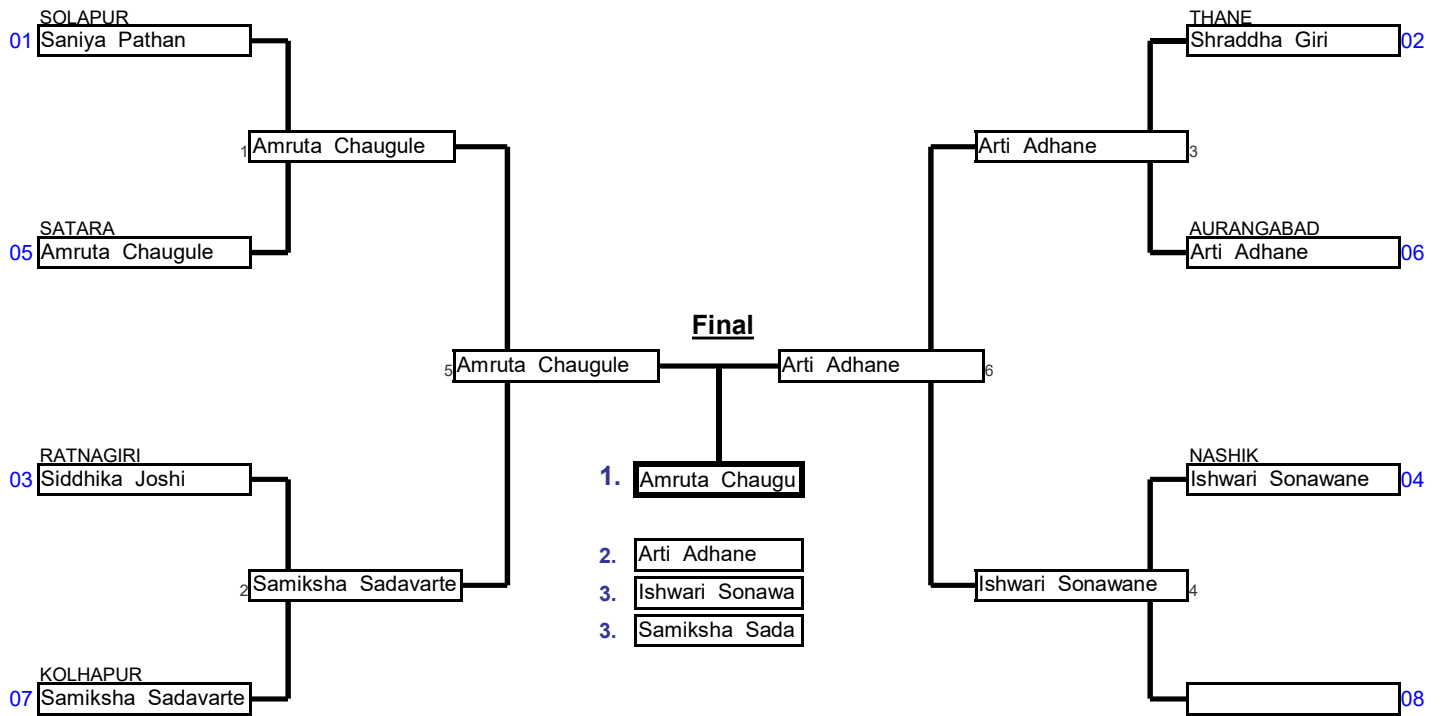 SOLAPUR
01 Saniya Pathan
THANE
Shraddha Giri 02
1 Amruta Chaugule
Arti Adhane 3
SATARA
05 Amruta Chaugule
AURANGABAD
Arti Adhane 06
Final
5 Amruta Chaugule
Arti Adhane 6
RATNAGIRI
03 Siddhika Joshi
1. Amruta Chaugu
NASHIK
Ishwari Sonawane 04
2. Arti Adhane
3. Ishwari Sonawa
3. Samiksha Sada
2 Samiksha Sadavarte
Ishwari Sonawane 4
KOLHAPUR
07 Samiksha Sadavarte
08